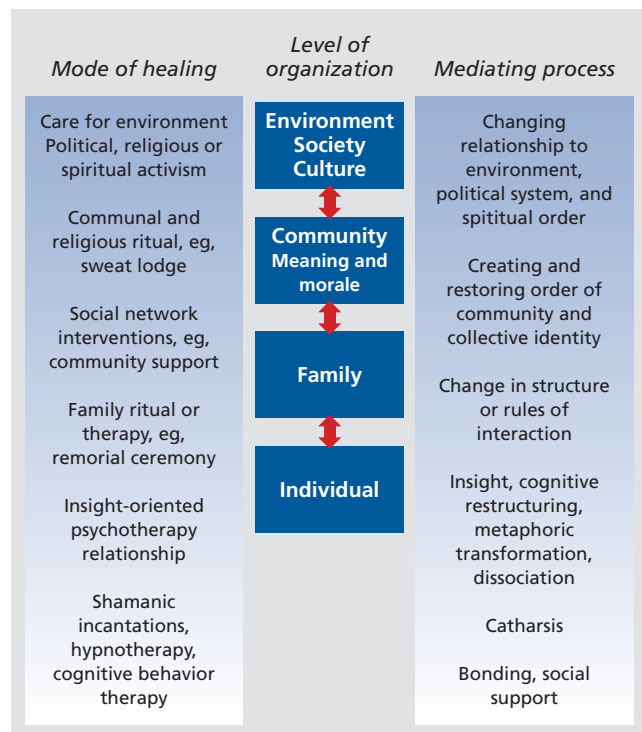 Mode of healing
Care for environment
Political, religious or
spiritual activism
Communal and
religious ritual, eg,
sweat lodge
Social network
interventions, eg,
community support
Family ritual or
therapy, eg,
remorial ceremony
Insight-oriented
psychotherapy
relationship
Shamanic
incantations,
hypnotherapy,
cognitive behavior
therapy
Level of
organization
Environment
Society
Culture
Community
Meaning and
morale
Family
Individual
Mediating process
Changing
relationship to
environment,
political system, and
spititual order
Creating and
restoring order of
community and
collective identity
Change in structure
or rules of
interaction
Insight, cognitive
restructuring,
metaphoric
transformation,
dissociation
Catharsis
Bonding, social
support